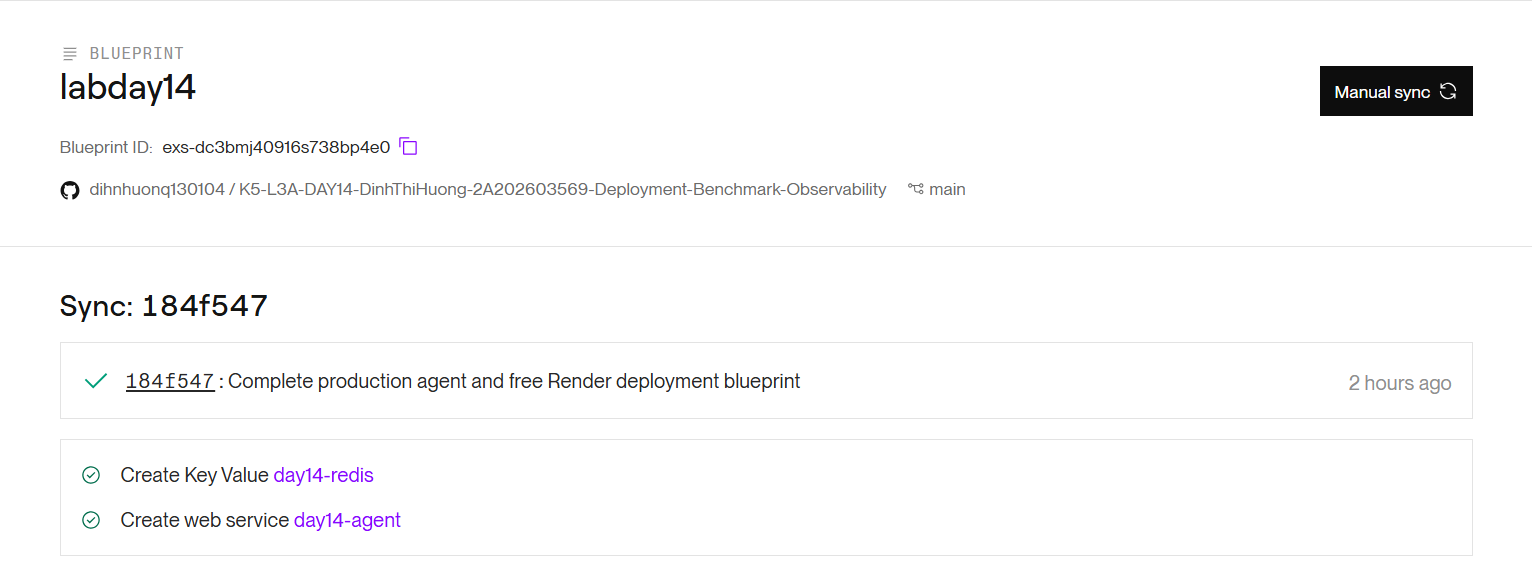 BLUEPRINT
labday14
Manual sync
Blueprint ID: exs-dc3bmj40916s738bp4e0
dihnhuonq130104 / K5-L3A-DAY14-DinhThiHuong-2A202603569-Deployment-Benchmark-Observability main
Sync: 184f547
184f547 : Complete production agent and free Render deployment blueprint 2 hours ago
Create Key Value day14-redis
Create web service day14-agent